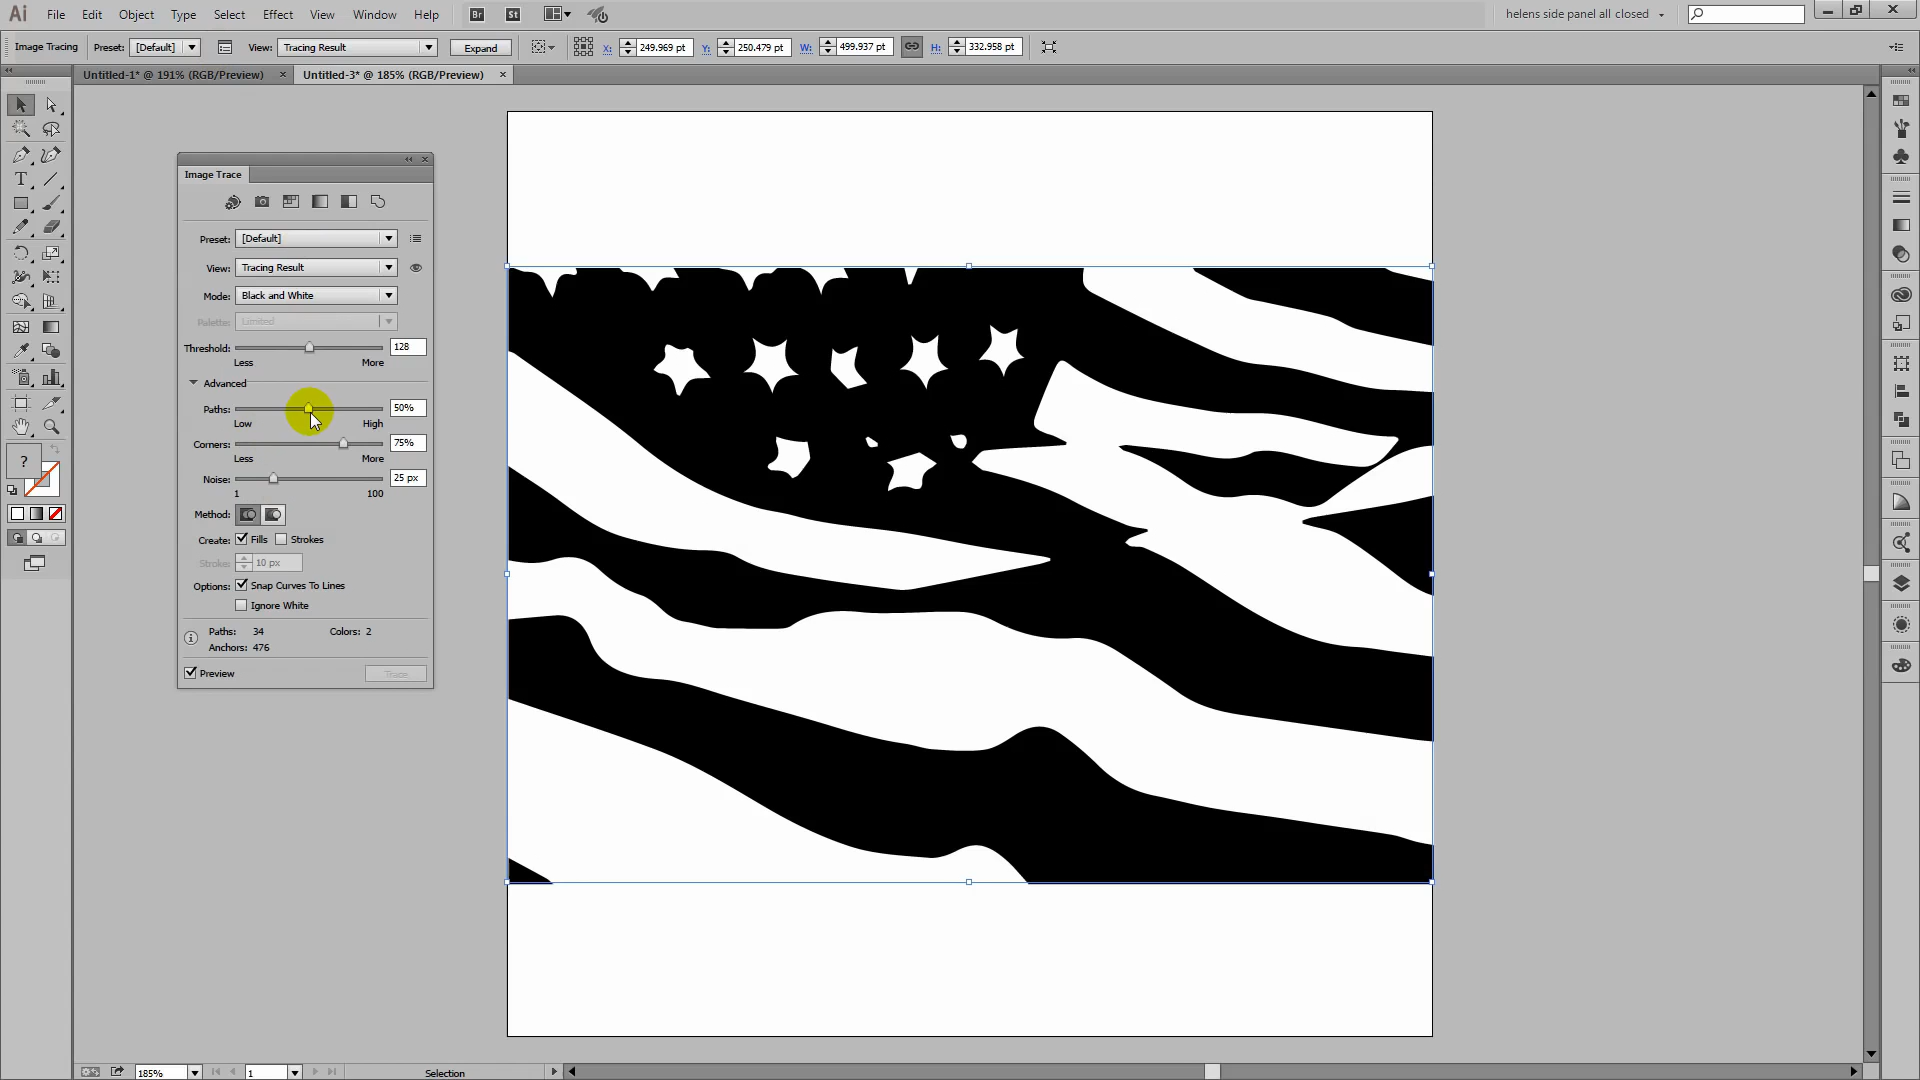 Ai File Edit Object Type Select Effect View Window Help Br St helens side panel all closed
Image Tracing Preset: [Default] View: Tracing Result Expand X: 249.969 pt Y: 250.479 pt W: 499.937 pt H: 332.958 pt
Untitled-1* @ 191% (RGB/Preview) × Untitled-3* @ 185% (RGB/Preview) ×
Image Trace
Preset: [Default]
View: Tracing Result
Mode: Black and White
Palette: Limited
Threshold: 128
Less More
Advanced
Paths: 50%
Low High
Corners: 75%
Less More
Noise: 25 px
1 100
Method:
Create: Fills Strokes
Stroke: 10 px
Options: Snap Curves To Lines
Ignore White
Paths: 34 Colors: 2
Anchors: 476
Preview Trace
T
?
185% 1 Selection